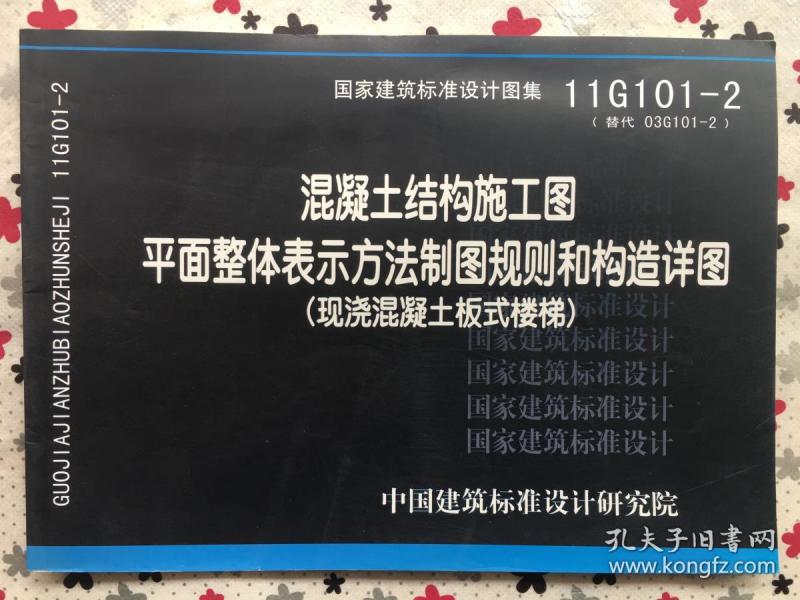 国家建筑标准设计图集 11G101-2
（替代 03G101-2）
混凝土结构施工图
平面整体表示方法制图规则和构造详图
（现浇混凝土板式楼梯）
国家建筑标准设计
国家建筑标准设计
国家建筑标准设计
国家建筑标准设计
国家建筑标准设计
中国建筑标准设计研究院
GUOJIAJIANZHUBIAOZHUNSHEJI 11G101-2
孔夫子旧书网
www.kongfz.com